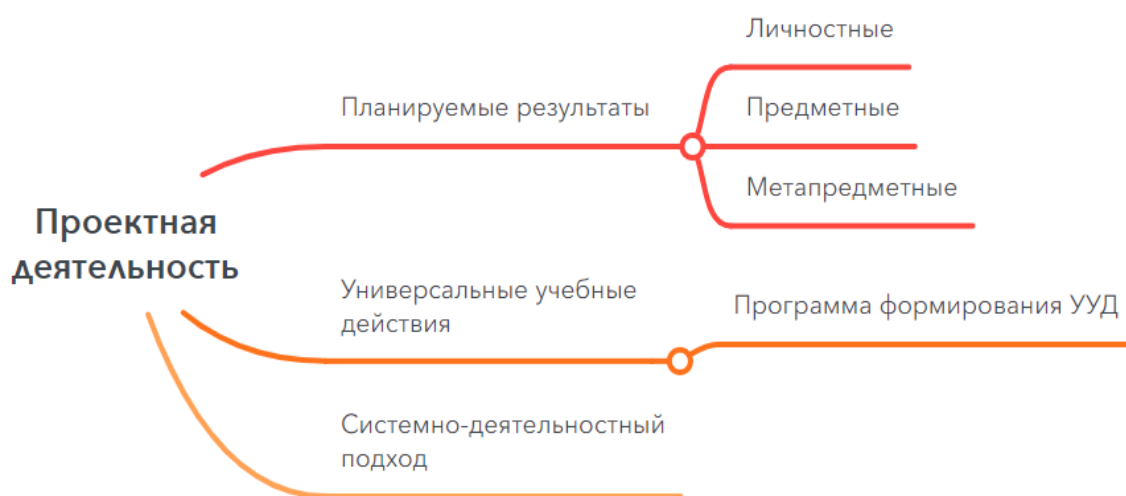 Проектная
деятельность
Планируемые результаты
Личностные
Предметные
Метапредметные
Универсальные учебные
действия
Программа формирования УУД
Системно-деятельностный
подход